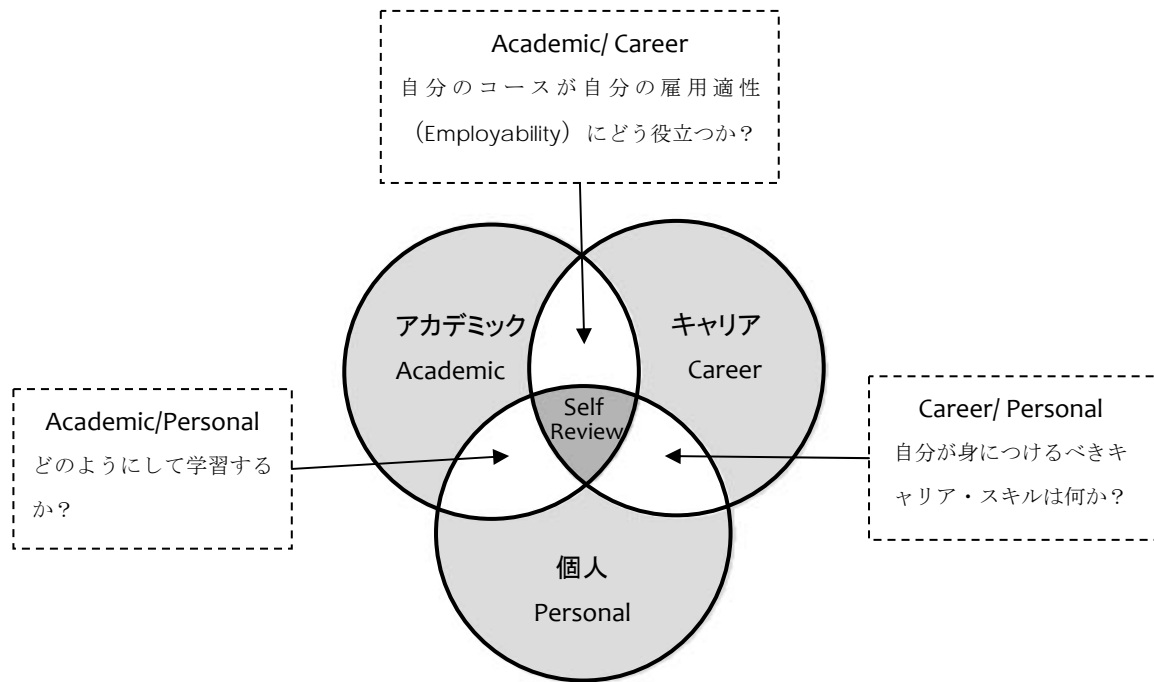 Academic/ Career
自分のコースが自分の雇用適性
（Employability）にどう役立つか？
アカデミック
Academic
キャリア
Career
Self
Review
Academic/Personal
どのようにして学習する
か？
Career/ Personal
自分が身につけるべきキ
ャリア・スキルは何か？
個人
Personal